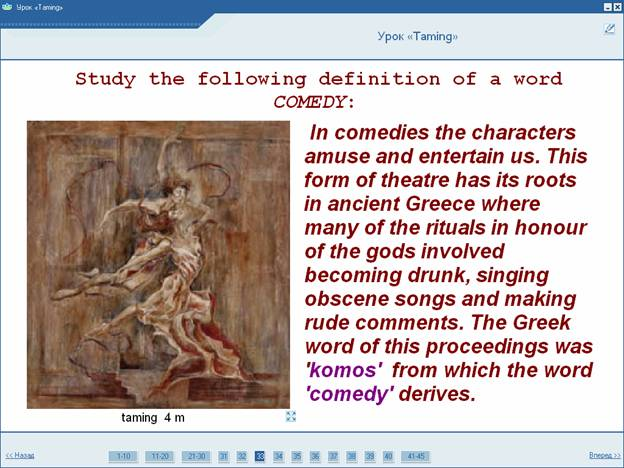 Урок «Taming»
Урок «Taming»
Study the following definition of a word
COMEDY:
In comedies the characters
amuse and entertain us. This
form of theatre has its roots
in ancient Greece where
many of the rituals in honour
of the gods involved
becoming drunk, singing
obscene songs and making
rude comments. The Greek
word of this proceedings was
'komos' from which the word
'comedy' derives.
taming 4 m
<< Назад 1-10 11-20 21-30 31 32 33 34 35 36 37 38 39 40 41-45 Вперед >>